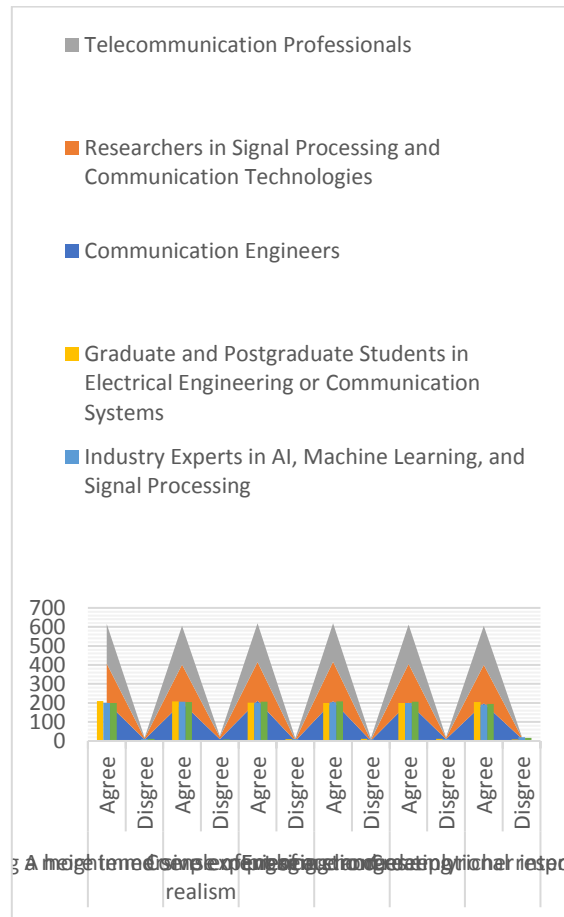 Telecommunication Professionals
Researchers in Signal Processing and
Communication Technologies
Communication Engineers
Graduate and Postgraduate Students in
Electrical Engineering or Communication
Systems
Industry Experts in AI, Machine Learning, and
Signal Processing
700
600
500
400
300
200
100
0
Agree
Disgree
Agree
Disgree
Agree
Disgree
Agree
Disgree
Agree
Disgree
Agree
Disgree
realism